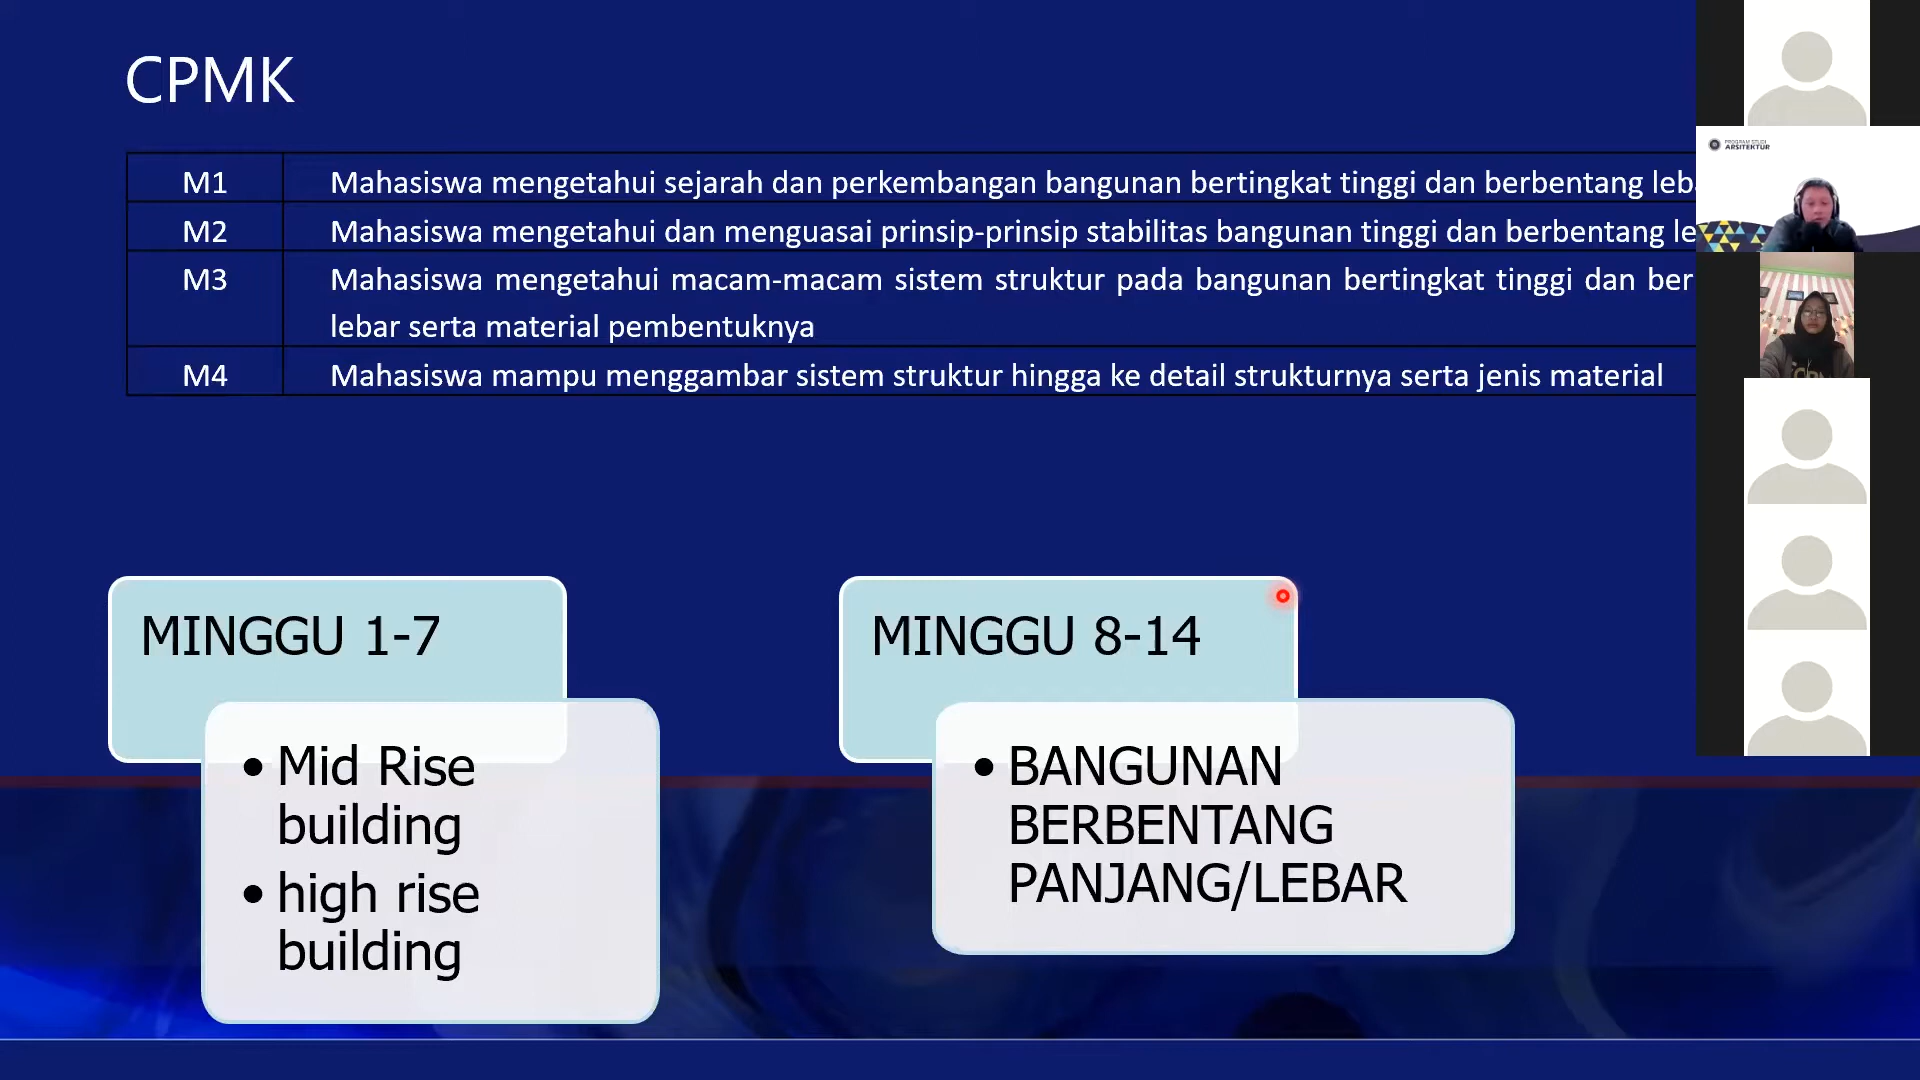 CPMK
M1 Mahasiswa mengetahui sejarah dan perkembangan bangunan bertingkat tinggi dan berbentang
M2 Mahasiswa mengetahui dan menguasai prinsip-prinsip stabilitas bangunan tinggi dan berbentang
M3 Mahasiswa mengetahui macam-macam sistem struktur pada bangunan bertingkat tinggi dan
lebar serta material pembentuknya
M4 Mahasiswa mampu menggambar sistem struktur hingga ke detail strukturnya serta jenis material
MINGGU 1-7
• Mid Rise
building
• high rise
building
MINGGU 8-14
• BANGUNAN
BERBENTANG
PANJANG/LEBAR
PROGRAM STUDI
ARSITEKTUR